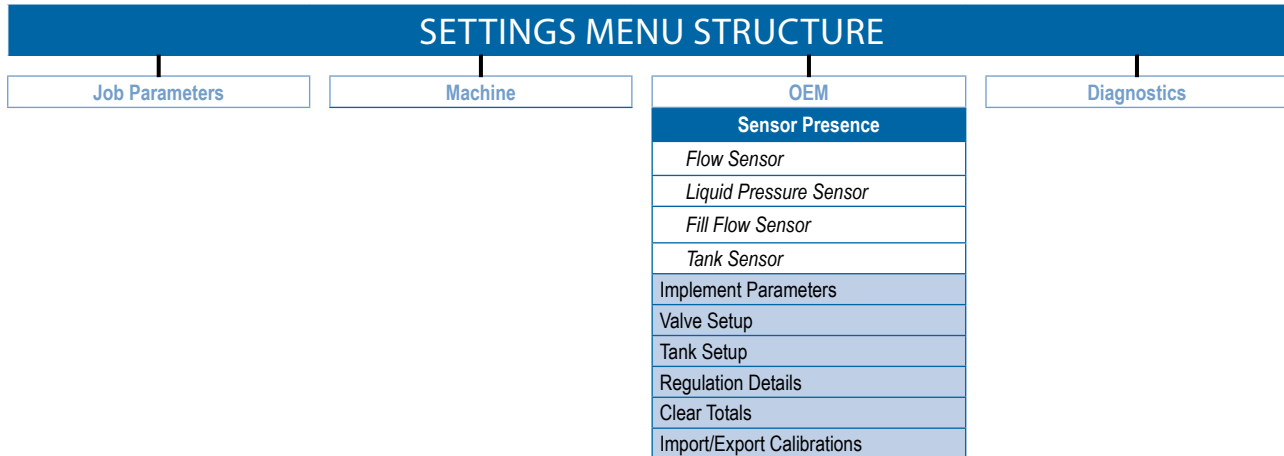 SETTINGS MENU STRUCTURE
Job Parameters
Machine
OEM
Diagnostics
Sensor Presence
Flow Sensor
Liquid Pressure Sensor
Fill Flow Sensor
Tank Sensor
Implement Parameters
Valve Setup
Tank Setup
Regulation Details
Clear Totals
Import/Export Calibrations